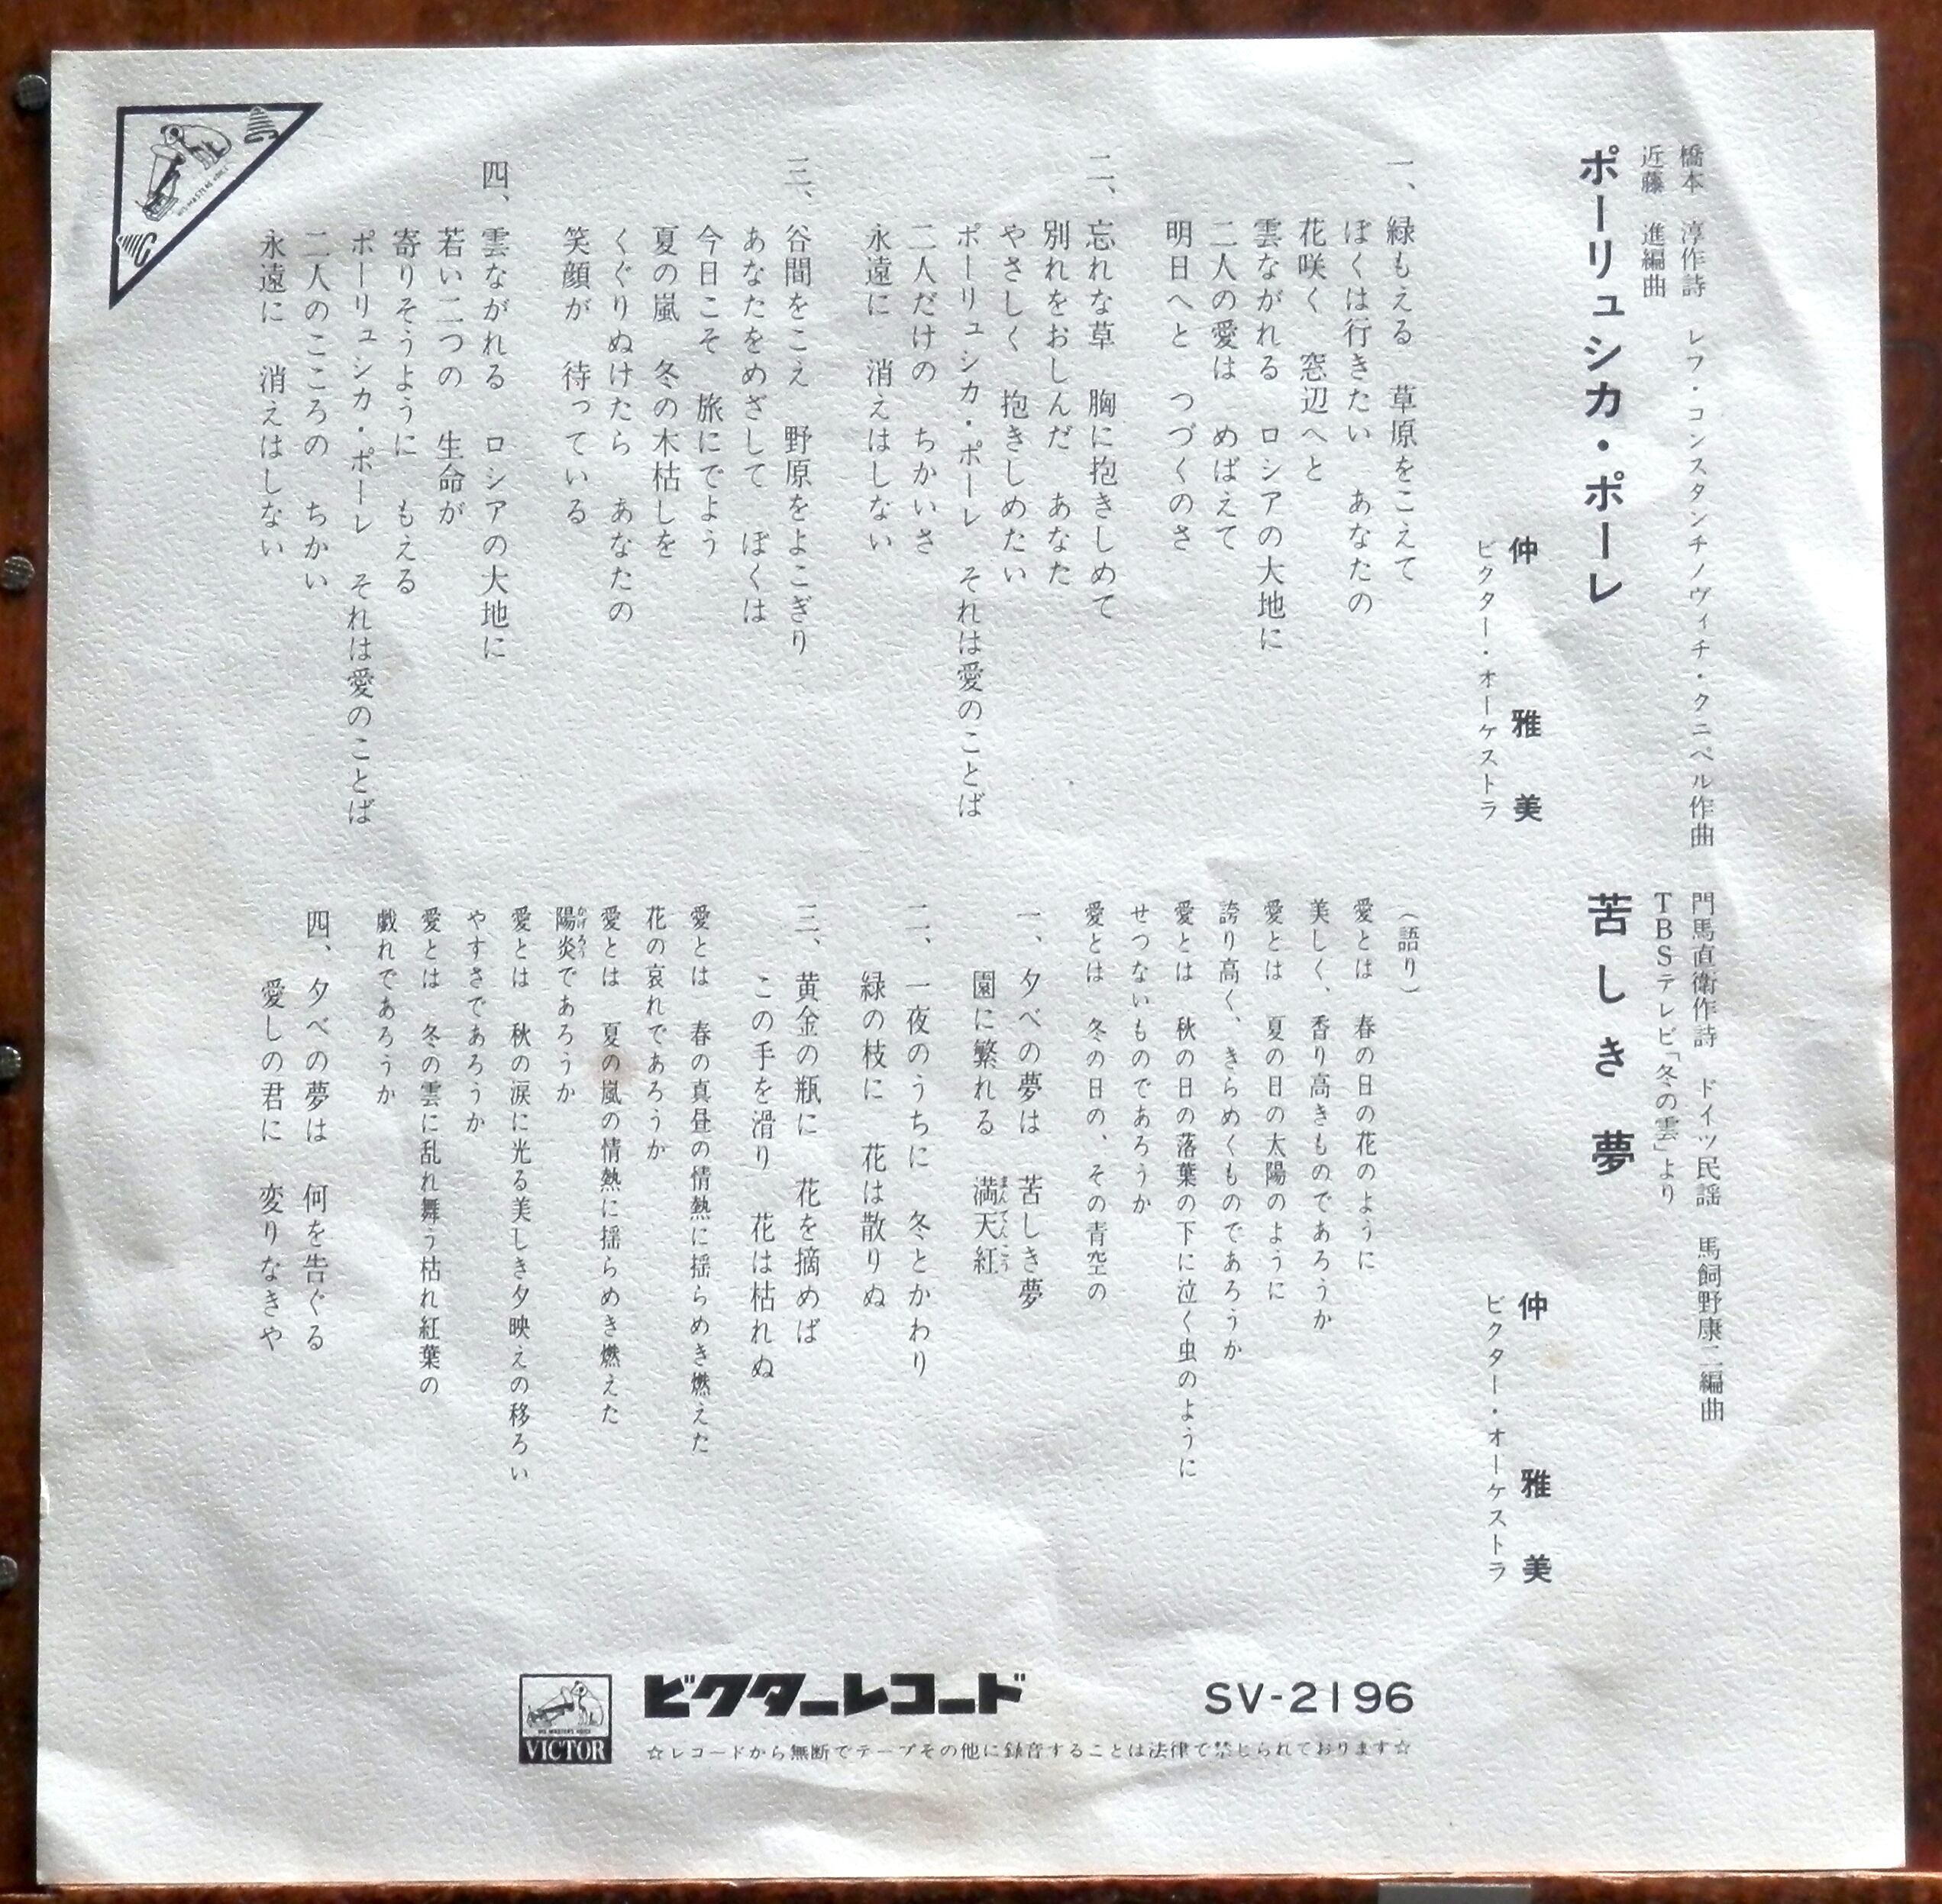 橋本 淳作詩 レフ・コンスタンチノヴィチ・クニペル作曲
近藤 進編曲
ポーリュシカ・ポーレ
仲 雅美
ビクター・オーケストラ
一、緑もえる 草原をこえて
ぼくは行きたい あなたの
花咲く 窓辺へと
雲ながれる ロシアの大地に
二人の愛は めばえて
明日へと つづくのさ
二、忘れな草 胸に抱きしめて
別れをおしんだ あなた
やさしく 抱きしめたい
ポーリュシカ・ポーレ それは愛のことば
二人だけの ちかいさ
永遠に 消えはしない
三、谷間をこえ 野原をよこぎり
あなたをめざして ぼくは
今日こそ 旅にでよう
夏の嵐 冬の木枯しを
くぐりぬけたら あなたの
笑顔が 待っている
四、雲ながれる ロシアの大地に
若い二つの 生命が
寄りそうように もえる
ポーリュシカ・ポーレ それは愛のことば
二人のこころの ちかい
永遠に 消えはしない
門馬直衛作詩 ドイツ民謡 馬飼野康二編曲
TBSテレビ「冬の雲」より
苦しき夢
仲 雅美
ビクター・オーケストラ
(語り)
愛とは 春の日の花のように
美しく、香り高きものであろうか
愛とは 夏の日の太陽のように
誇り高く、きらめくものであろうか
愛とは 秋の日の落葉の下に泣く虫のように
せつないものであろうか
愛とは 冬の日の、その青空の
一、夕べの夢は 苦しき夢
園に繁れる 満天紅
まんてんこう
二、一夜のうちに 冬とかわり
緑の枝に 花は散りぬ
三、黄金の瓶に 花を摘めば
この手を滑り 花は枯れぬ
愛とは 春の真昼の情熱に揺らめき燃えた
花の哀れであろうか
愛とは 夏の嵐の情熱に揺らめき燃えた
陽炎であろうか
かげろう
愛とは 秋の涙に光る美しき夕映えの移ろい
やすさであろうか
愛とは 冬の雲に乱れ舞う枯れ紅葉の
戯れであろうか
四、夕べの夢は 何を告ぐる
愛しの君に 変りなきや
HIS MASTER'S VOICE
VICTOR
ビクターレコード SV-2196
☆レコードから無断でテープその他に録音することは法律で禁じられております☆